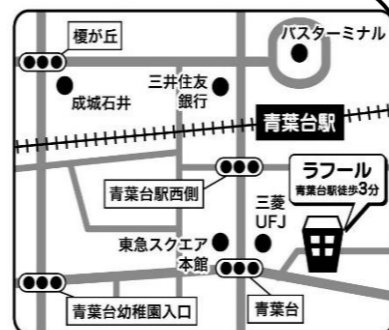 榎が丘
バスターミナル
成城石井
三井住友
銀行
青葉台駅
ラフール
青葉台駅徒歩3分
青葉台駅西側
三菱
UFJ
東急スクエア
本館
青葉台幼稚園入口
青葉台